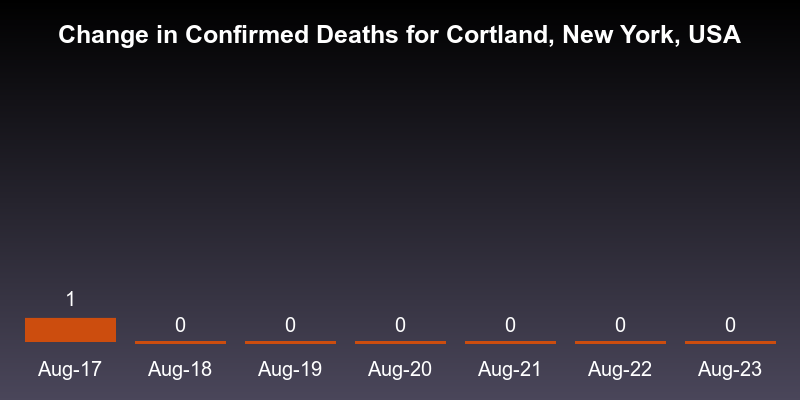 Change in Confirmed Deaths for Cortland, New York, USA
1
0 0 0 0 0 0
Aug-17 Aug-18 Aug-19 Aug-20 Aug-21 Aug-22 Aug-23